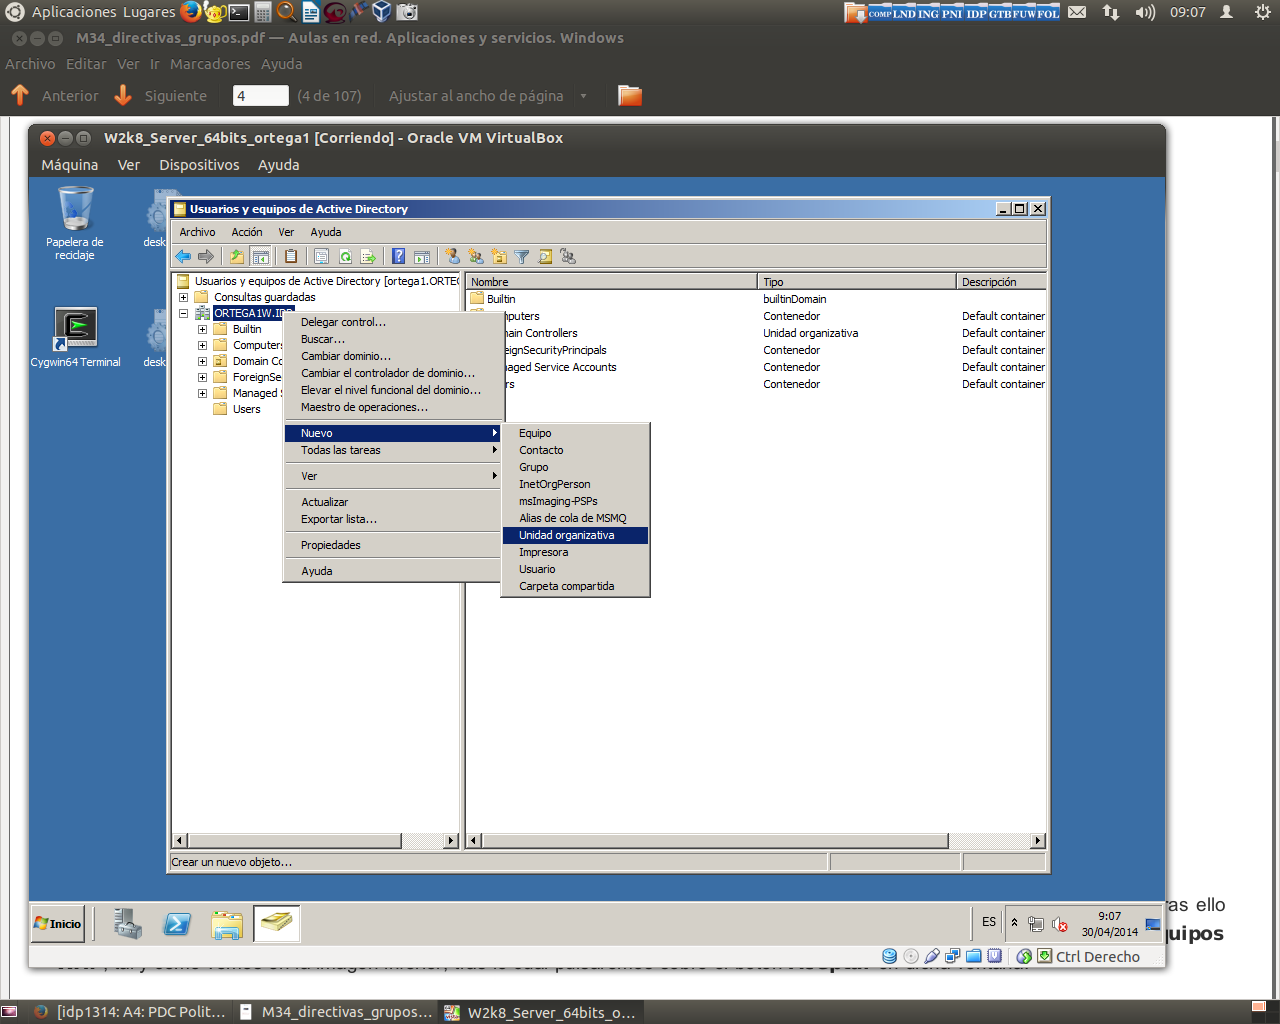 Aplicaciones Lugares
COMP LND ING PNI IDP GTB FUW FOL
09:07
M34_directivas_grupos.pdf — Aulas en red. Aplicaciones y servicios. Windows
Archivo Editar Ver Ir Marcadores Ayuda
Anterior Siguiente 4 (4 de 107) Ajustar al ancho de página
W2k8_Server_64bits_ortega1 [Corriendo] - Oracle VM VirtualBox
Máquina Ver Dispositivos Ayuda
Papelera de
reciclaje
desk
Cygwin64 Terminal
desk
Usuarios y equipos de Active Directory
Archivo Acción Ver Ayuda
Usuarios y equipos de Active Directory [ortega1.ORTEG
Consultas guardadas
ORTEGA1W.IDP
Builtin
Computers
Domain Co
ForeignSe
Managed S
Users
Nombre Tipo Descripción
Builtin builtinDomain
puters Contenedor Default container
ain Controllers Unidad organizativa Default container
eignSecurityPrincipals Contenedor Default container
aged Service Accounts Contenedor Default container
rs Contenedor Default container
Delegar control...
Buscar...
Cambiar dominio...
Cambiar el controlador de dominio...
Elevar el nivel funcional del dominio...
Maestro de operaciones...
Nuevo
Todas las tareas
Ver
Actualizar
Exportar lista...
Propiedades
Ayuda
Equipo
Contacto
Grupo
InetOrgPerson
msImaging-PSPs
Alias de cola de MSMQ
Unidad organizativa
Impresora
Usuario
Carpeta compartida
Crear un nuevo objeto...
Inicio
ES
9:07
30/04/2014
Ctrl Derecho
ras ello
quipos
[idp1314: A4: PDC Polit...
M34_directivas_grupos...
W2k8_Server_64bits_o...